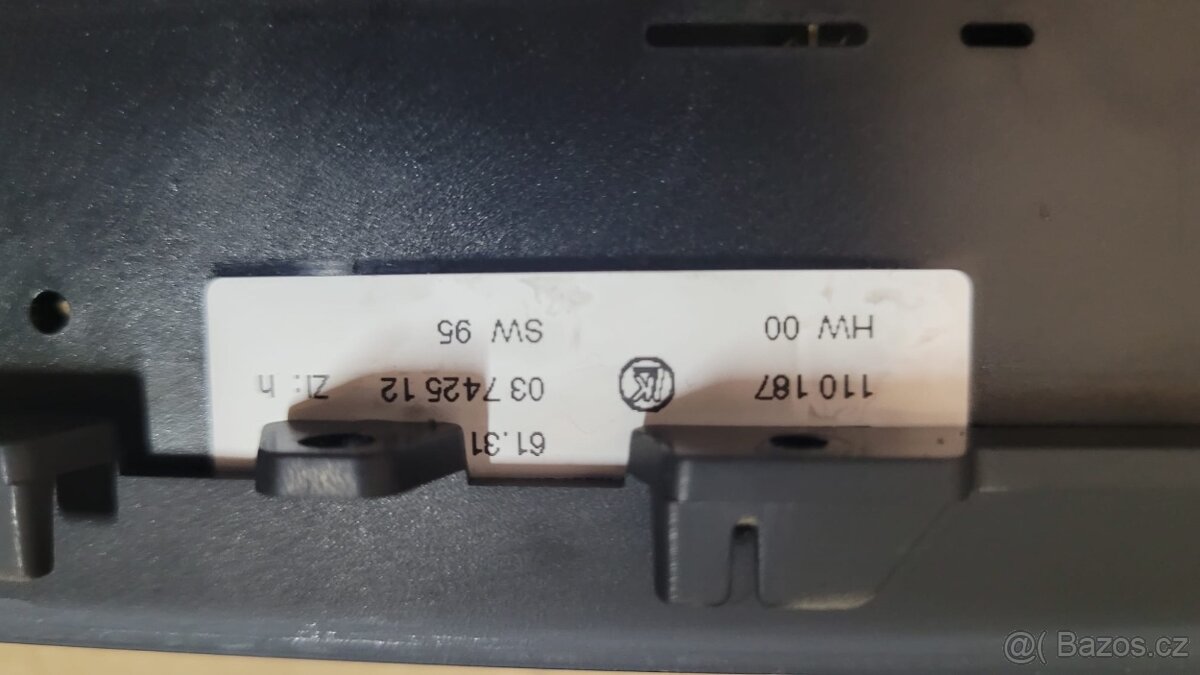 61.31
110 187 03 7425 12 ZI: h
HW 00 SW 95
@( Bazos.cz